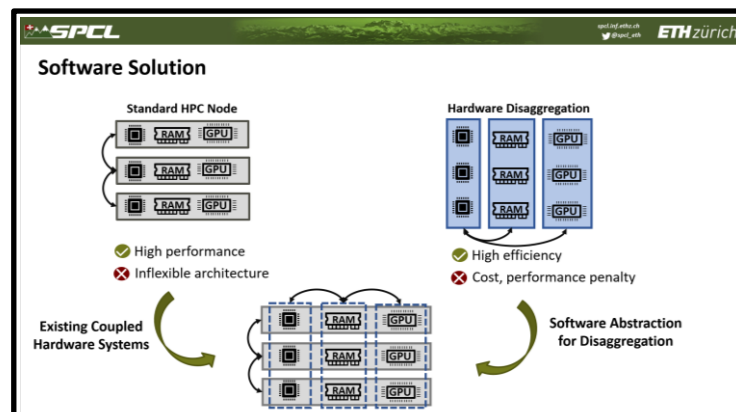 SPCL
spcl.inf.ethz.ch
@spcl_eth
ETH zürich
Software Solution
Standard HPC Node
RAM GPU
RAM GPU
RAM GPU
High performance
Inflexible architecture
Hardware Disaggregation
RAM GPU
RAM GPU
RAM GPU
High efficiency
Cost, performance penalty
Existing Coupled
Hardware Systems
RAM GPU
RAM GPU
RAM GPU
Software Abstraction
for Disaggregation